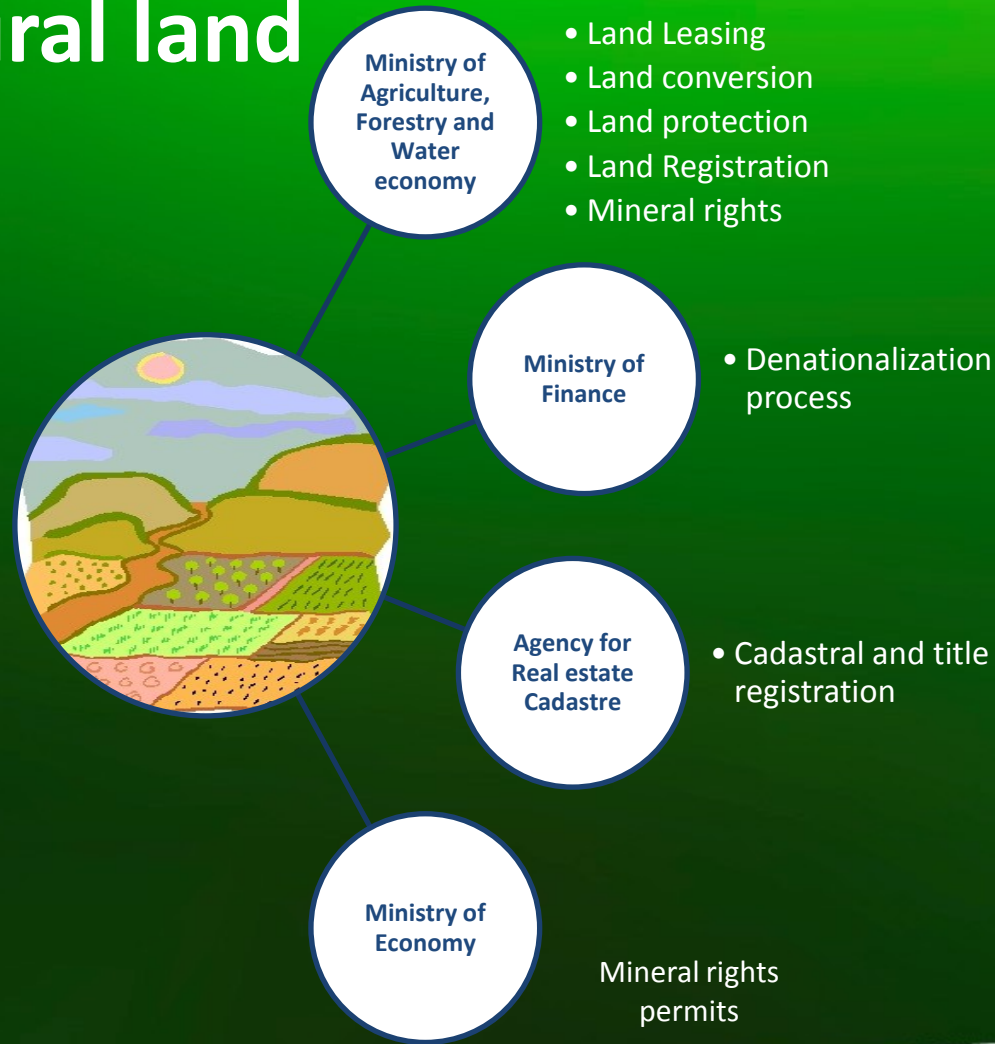 ral land
Ministry of
Agriculture,
Forestry and
Water
economy
• Land Leasing
• Land conversion
• Land protection
• Land Registration
• Mineral rights
Ministry of
Finance
• Denationalization
process
Agency for
Real estate
Cadastre
• Cadastral and title
registration
Ministry of
Economy
Mineral rights
permits